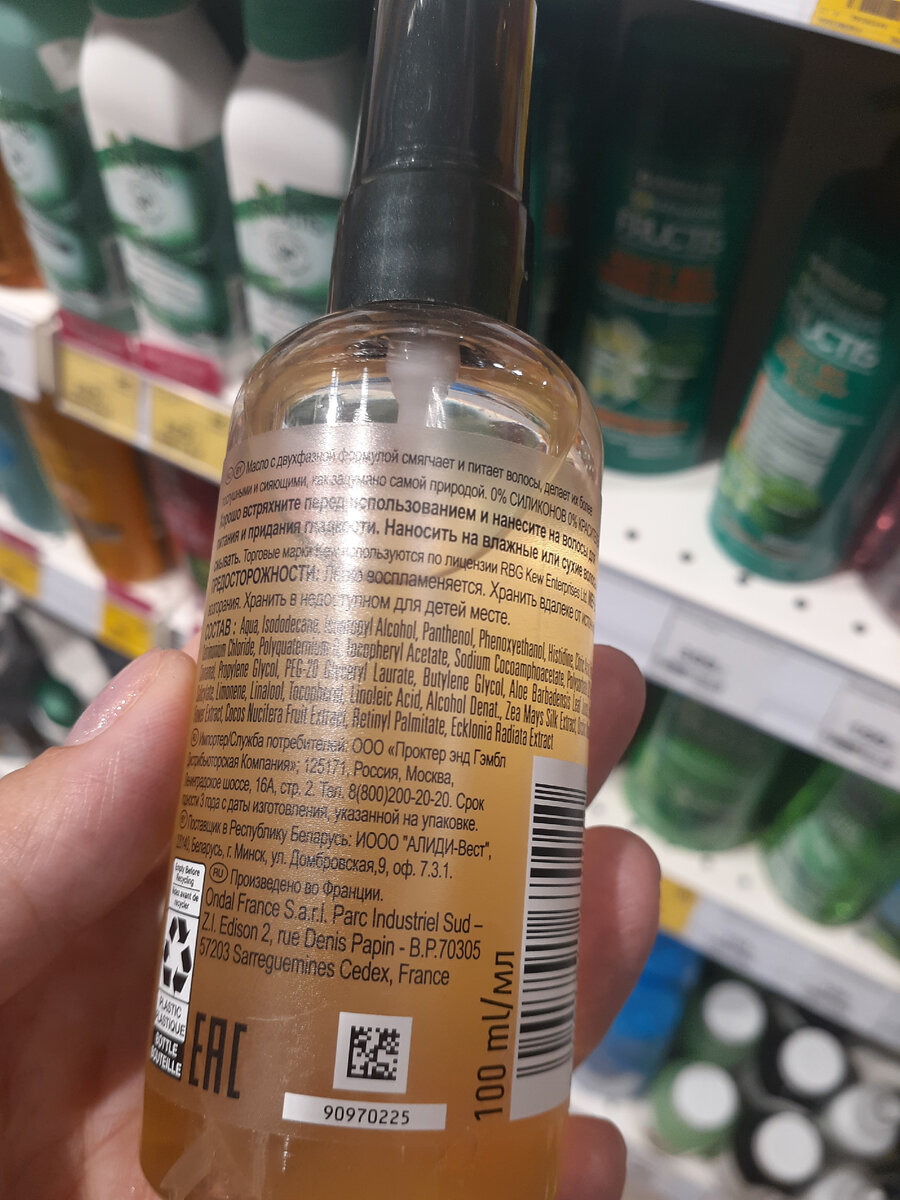 Масло с двухфазной формулой смягчает и питает волосы, делает их более
и сияющими, как задумано самой природой. 0% СИЛИКОНОВ 0%
Хорошо встряхните перед использованием и нанесите на волосы для
питания и придания гладкости. Наносить на влажные или сухие
смывать. Торговые марки Kew используются по лицензии RBG Kew Enterprises Ltd.
ПРЕДОСТОРОЖНОСТИ: Легко воспламеняется. Хранить вдалеке от
возгорания. Хранить в недоступном для детей месте.
СОСТАВ : Aqua, Isododecane, Isopropyl Alcohol, Panthenol, Phenoxyethanol, Histidine,
Chloride, Tocopheryl Acetate, Sodium Cocoamphoacetate,
Propylene Glycol, PEG-20 Glyceryl Laurate, Butylene Glycol, Aloe Barbadensis Leaf
Limonene, Linalool, Tocopherol, Linoleic Acid, Alcohol Denat., Zea Mays Silk Extract,
Flower Extract, Cocos Nucifera Fruit Extract, Retinyl Palmitate, Ecklonia Radiata Extract
Импортер/Служба потребителей: ООО «Проктер энд Гэмбл
Дистрибьюторская Компания»; 125171, Россия, Москва,
Ленинградское шоссе, 16А, стр. 2. Тел. 8(800)200-20-20. Срок
годности 3 года с даты изготовления, указанной на упаковке.
Поставщик в Республику Беларусь: ИООО "АЛИДИ-Вест",
Беларусь, г. Минск, ул. Домбровская,9, оф. 7.3.1.
RU Произведено во Франции.
Ondal France S.a.r.l. Parc Industriel Sud –
Z.I. Edison 2, rue Denis Papin - B.P.70305
57203 Sarreguemines Cedex, France
Empty Before
Recycling
PLASTIC
PLASTIQUE
BOTTLE
BOUTEILLE
EAC
90970225
100 ml/мл
FRUCTIS